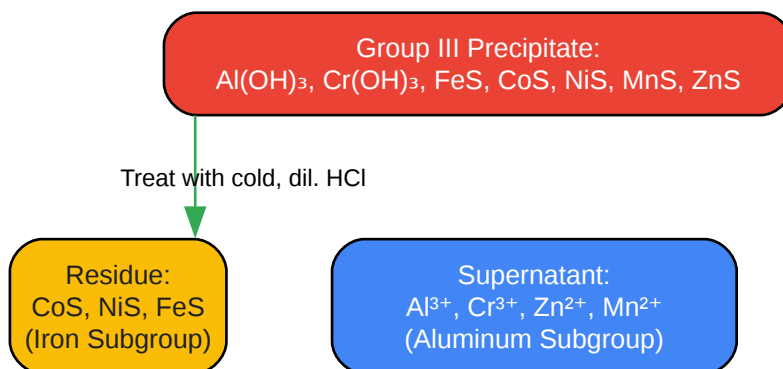 Group III Precipitate:
Al(OH)₃, Cr(OH)₃, FeS, CoS, NiS, MnS, ZnS
Treat with cold, dil. HCl
Residue:
CoS, NiS, FeS
(Iron Subgroup)
Supernatant:
Al³⁺, Cr³⁺, Zn²⁺, Mn²⁺
(Aluminum Subgroup)